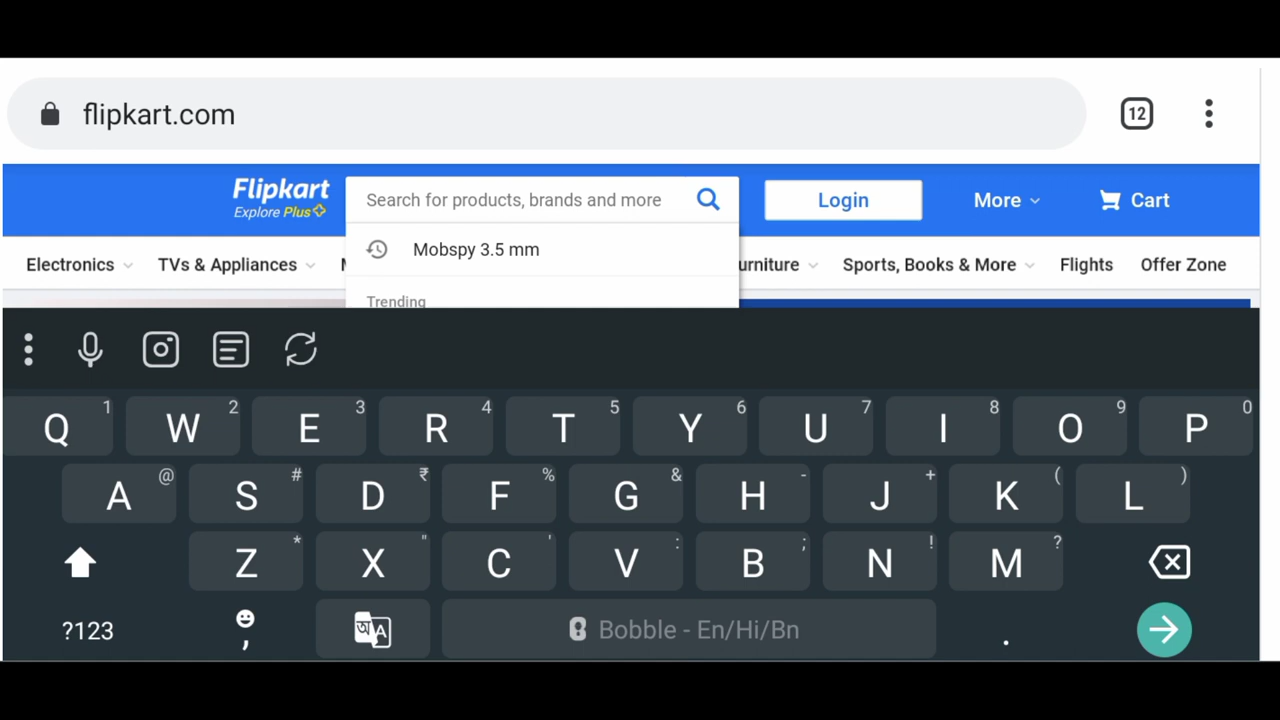 flipkart.com
12
Flipkart
Explore Plus
Search for products, brands and more
Login
More
Cart
Mobspy 3.5 mm
Electronics
TVs & Appliances
urniture
Sports, Books & More
Flights
Offer Zone
Trending
Q 1 W 2 E 3 R 4 T 5 Y 6 U 7 I 8 O 9 P 0
A @ S # D ₹ F % G & H - J + K ( L )
Z * X " C ' V : B ; N ! M ?
?123 , অ A Bobble - En/Hi/Bn .